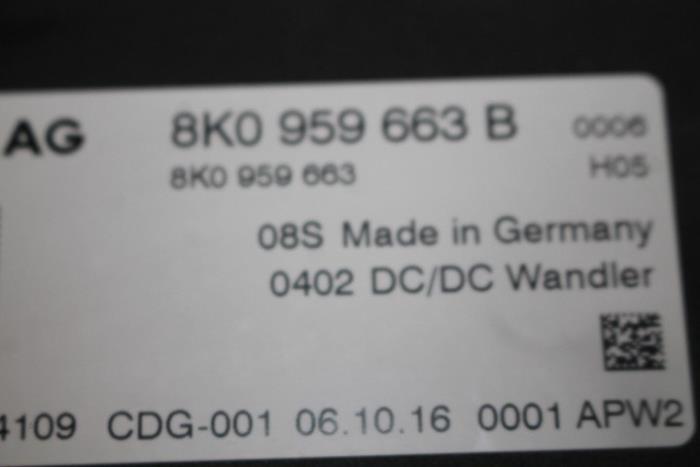 AG 8K0 959 663 B 0006
8K0 959 663 H05
08S Made in Germany
0402 DC/DC Wandler
4109 CDG-001 06.10.16 0001 APW2